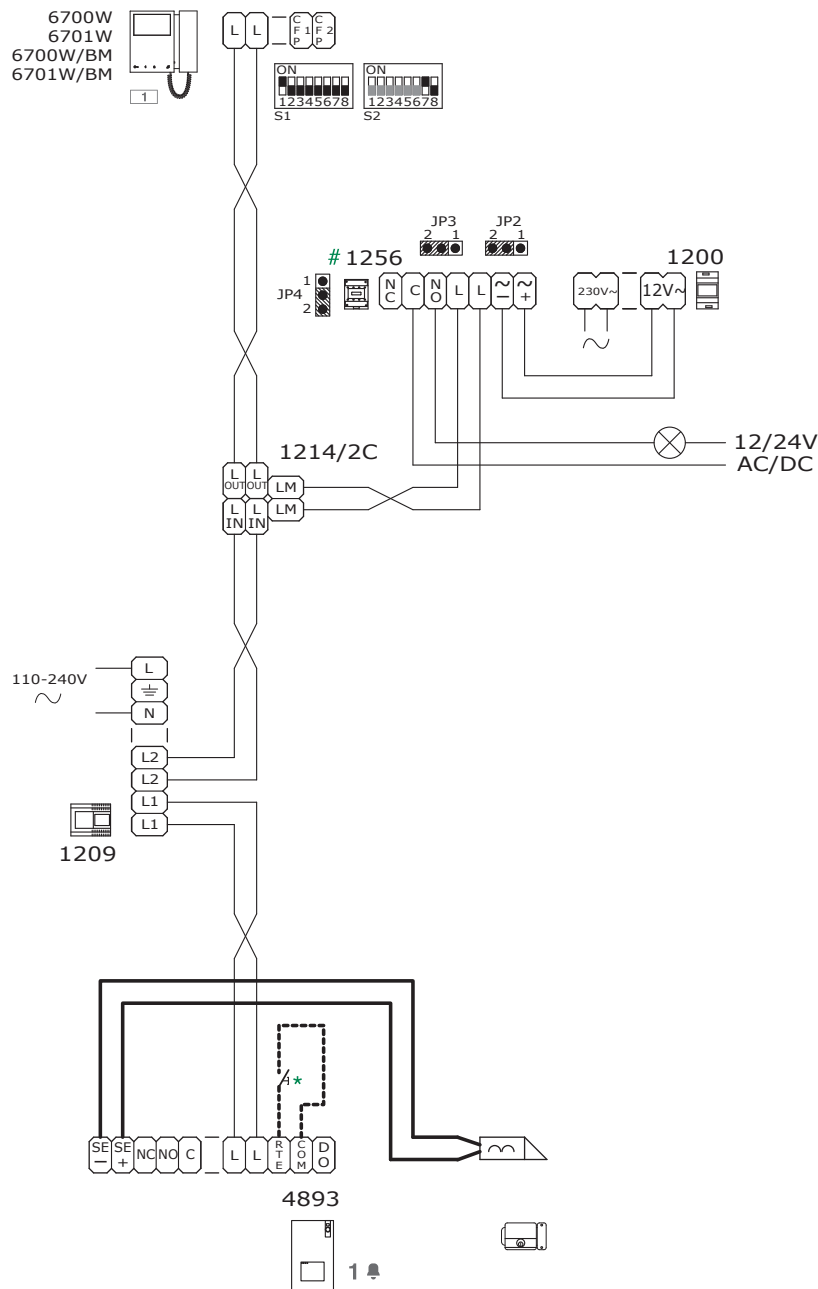 6700W
6701W
6700W/BM
6701W/BM
1
L L CFP1 CFP2
ON
12345678
S1
ON
12345678
S2
JP3
2 1
JP2
2 1
# 1256
1200
JP4
1
2
NC C NO L L ~− ~+
230V~
12V~
12/24V
AC/DC
1214/2C
L OUT L OUT LM
L IN L IN LM
110-240V
L
N
L2
L2
L1
L1
1209
*
SE− SE+ NC NO C L L RTE COM DO
4893
1